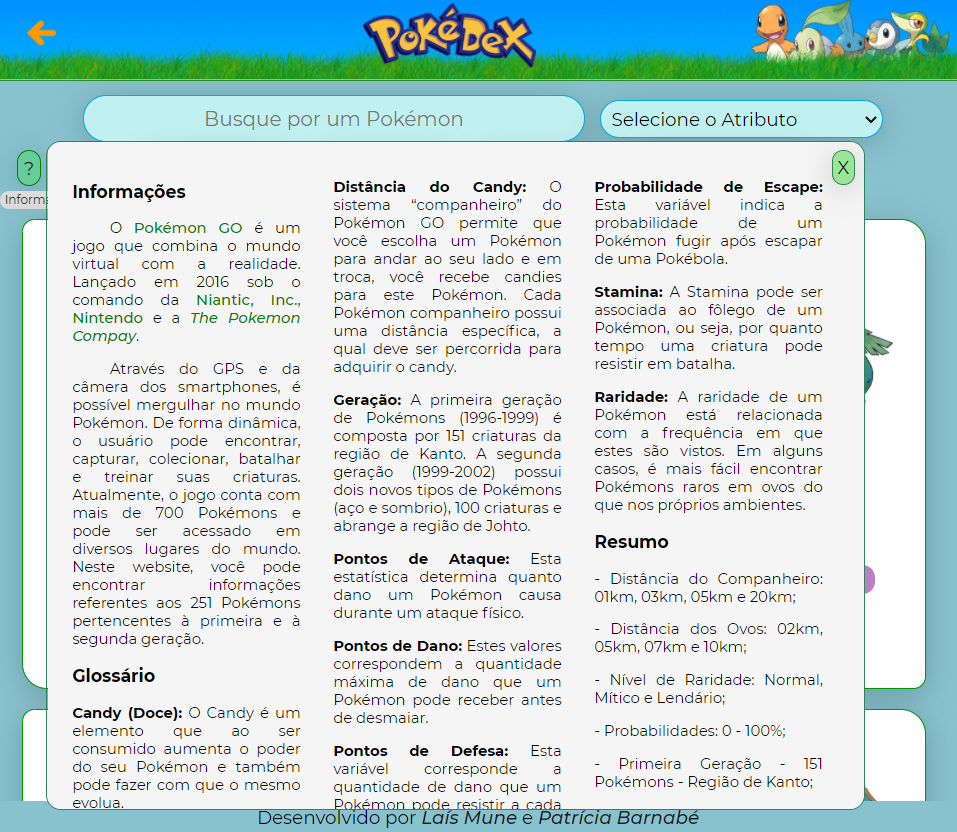 POKéDEX
Busque por um Pokémon
Selecione o Atributo
?
X
Inform
Informações
O Pokémon GO é um
jogo que combina o mundo
virtual com a realidade.
Lançado em 2016 sob o
comando da Niantic, Inc.,
Nintendo e a The Pokemon
Compay.
Através do GPS e da
câmera dos smartphones, é
possível mergulhar no mundo
Pokémon. De forma dinâmica,
o usuário pode encontrar,
capturar, colecionar, batalhar
e treinar suas criaturas.
Atualmente, o jogo conta com
mais de 700 Pokémons e
pode ser acessado em
diversos lugares do mundo.
Neste website, você pode
encontrar informações
referentes aos 251 Pokémons
pertencentes à primeira e à
segunda geração.
Glossário
Candy (Doce): O Candy é um
elemento que ao ser
consumido aumenta o poder
do seu Pokémon e também
pode fazer com que o mesmo
evolua.
Distância do Candy: O
sistema “companheiro” do
Pokémon GO permite que
você escolha um Pokémon
para andar ao seu lado e em
troca, você recebe candies
para este Pokémon. Cada
Pokémon companheiro possui
uma distância específica, a
qual deve ser percorrida para
adquirir o candy.
Geração: A primeira geração
de Pokémons (1996-1999) é
composta por 151 criaturas da
região de Kanto. A segunda
geração (1999-2002) possui
dois novos tipos de Pokémons
(aço e sombrio), 100 criaturas e
abrange a região de Johto.
Pontos de Ataque: Esta
estatística determina quanto
dano um Pokémon causa
durante um ataque físico.
Pontos de Dano: Estes valores
correspondem a quantidade
máxima de dano que um
Pokémon pode receber antes
de desmaiar.
Pontos de Defesa: Esta
variável corresponde a
quantidade de dano que um
Pokémon pode resistir a cada
Probabilidade de Escape:
Esta variável indica a
probabilidade de um
Pokémon fugir após escapar
de uma Pokébola.
Stamina: A Stamina pode ser
associada ao fôlego de um
Pokémon, ou seja, por quanto
tempo uma criatura pode
resistir em batalha.
Raridade: A raridade de um
Pokémon está relacionada
com a frequência em que
estes são vistos. Em alguns
casos, é mais fácil encontrar
Pokémons raros em ovos do
que nos próprios ambientes.
Resumo
- Distância do Companheiro:
01km, 03km, 05km e 20km;
- Distância dos Ovos: 02km,
05km, 07km e 10km;
- Nível de Raridade: Normal,
Mítico e Lendário;
- Probabilidades: 0 - 100%;
- Primeira Geração - 151
Pokémons - Região de Kanto;
Desenvolvido por Laís Mune e Patrícia Barnabé